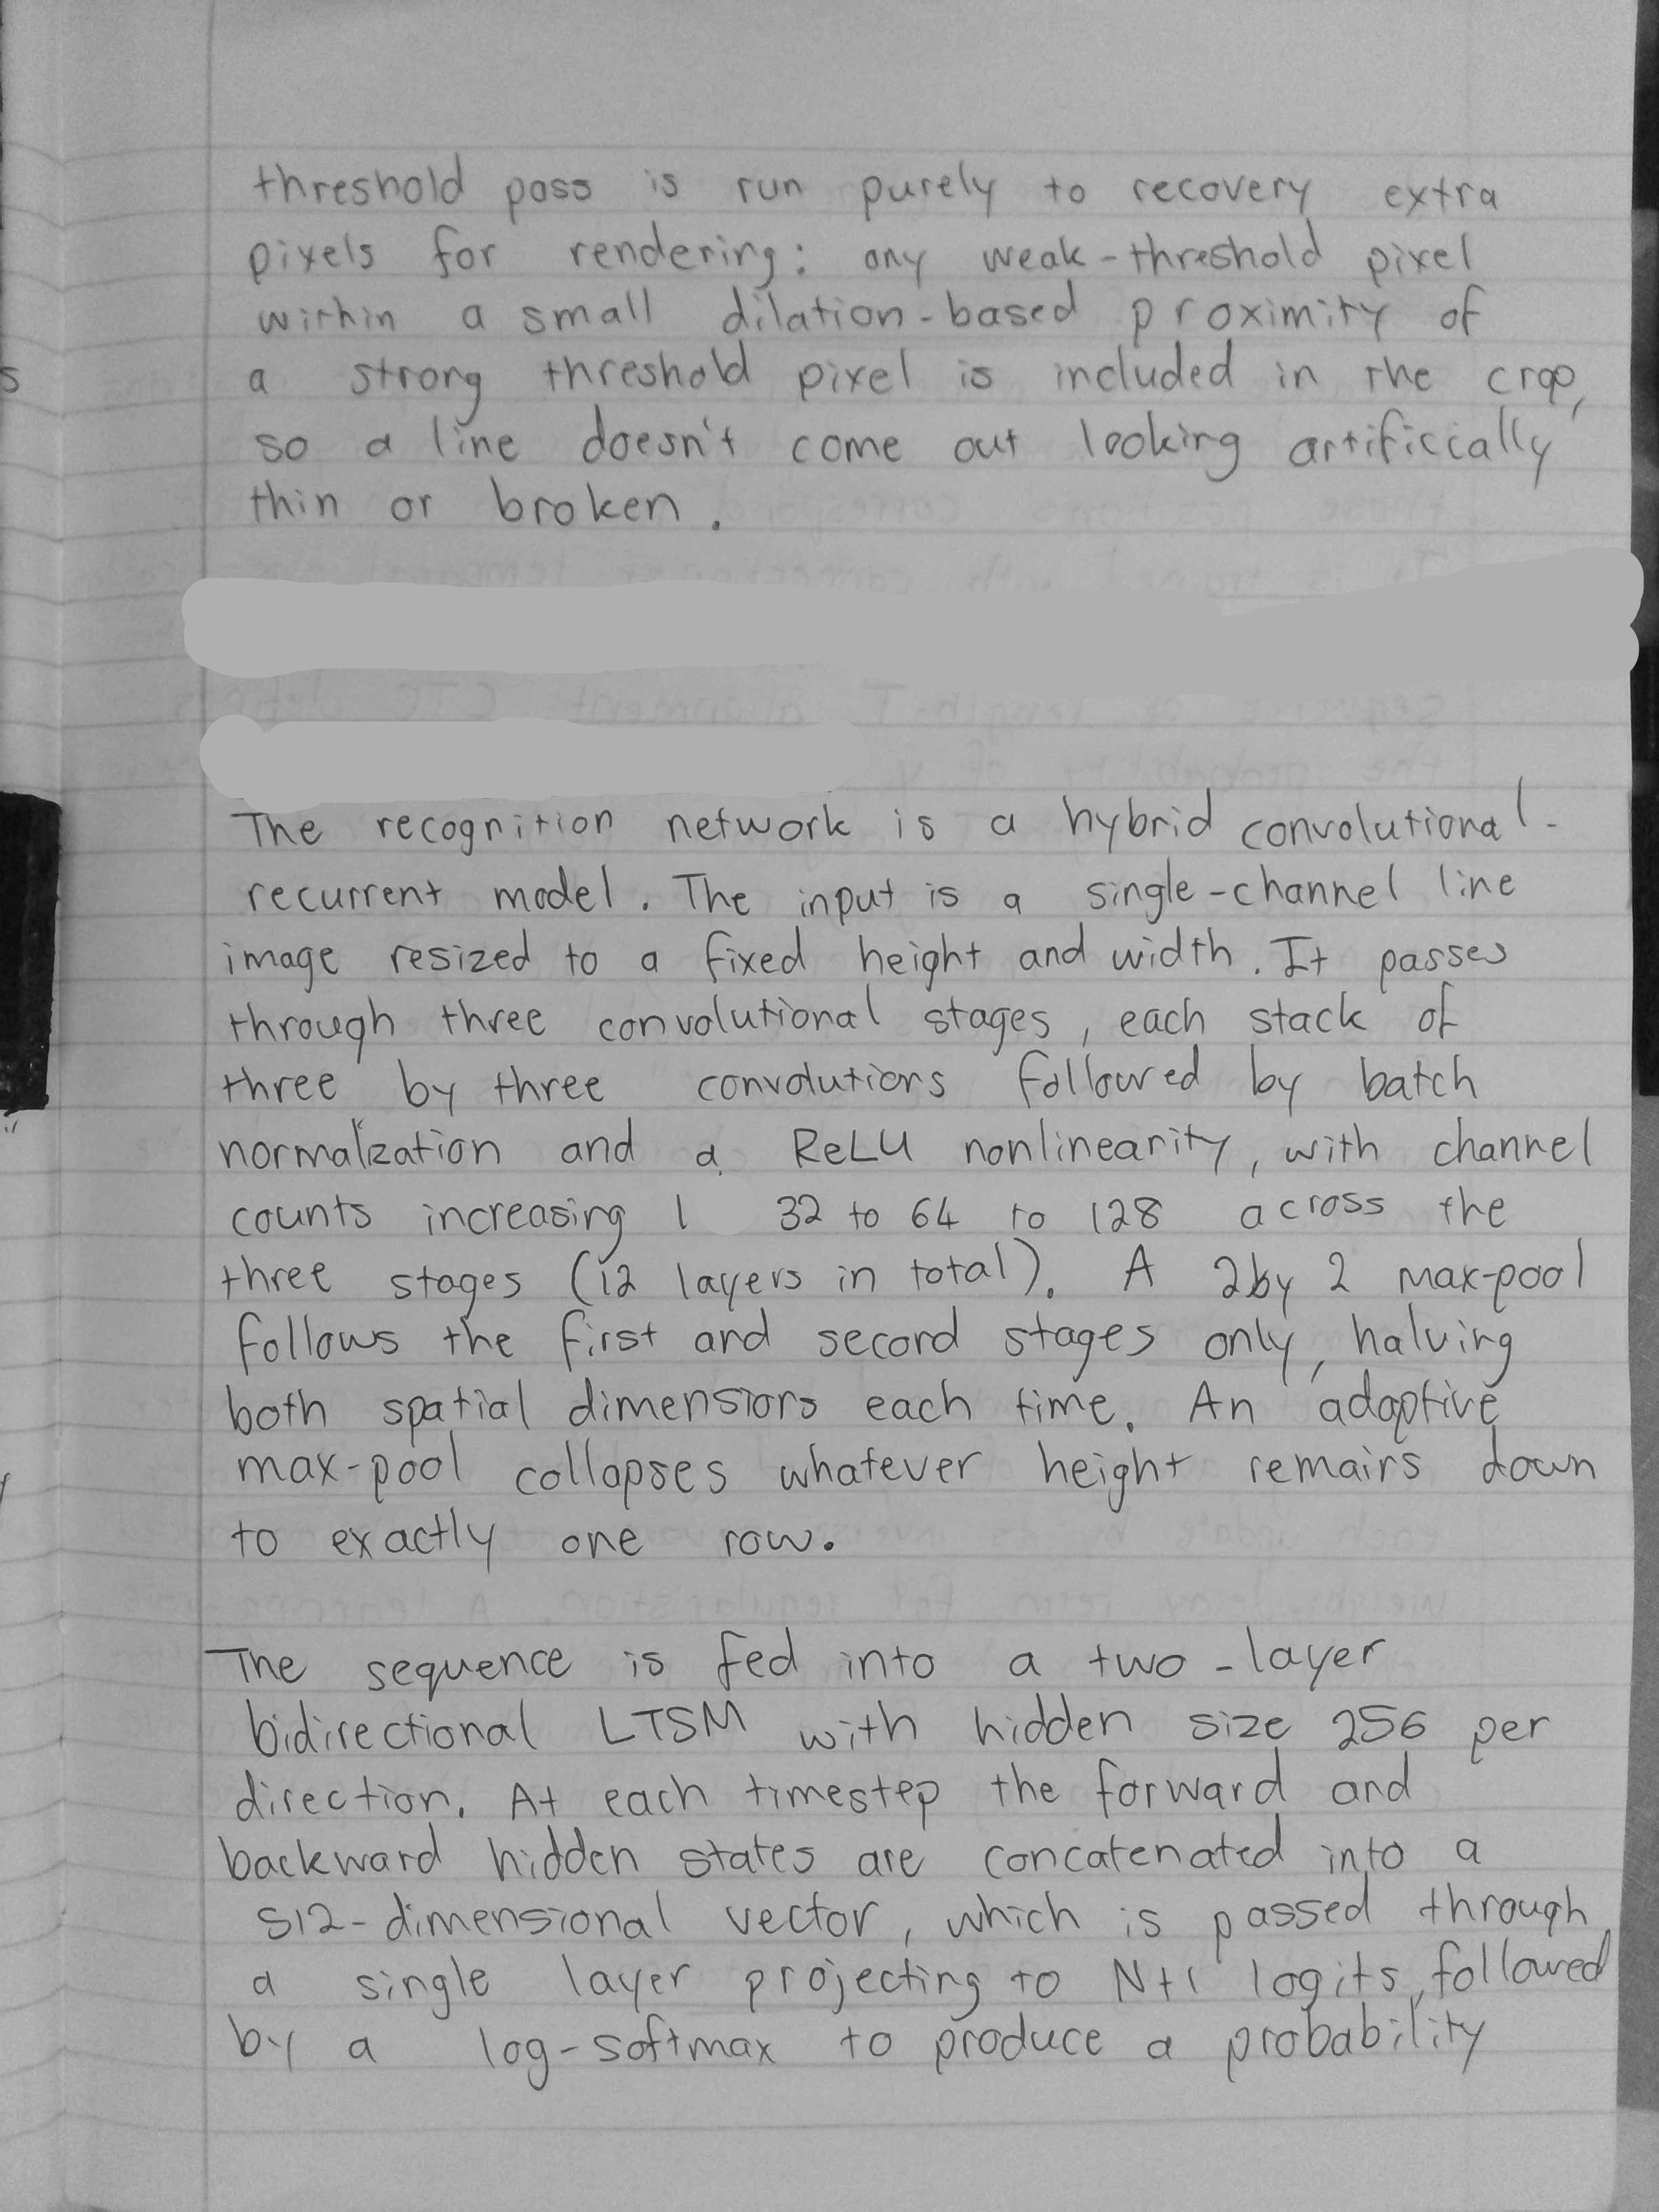 threshold pass is run purely to recovery extra
pixels for rendering: any weak-threshold pixel
within a small dilation-based proximity of
a strong threshold pixel is included in the crop,
so a line doesn't come out looking artificially
thin or broken.
The recognition network is a hybrid convolutional-
recurrent model. The input is a single-channel line
image resized to a fixed height and width. It passes
through three convolutional stages, each stack of
three by three convolutions followed by batch
normalization and a ReLU nonlinearity, with channel
counts increasing 1 32 to 64 to 128 across the
three stages (12 layers in total). A 2 by 2 max-pool
follows the first and second stages only, halving
both spatial dimensions each time. An adaptive
max-pool collapses whatever height remains down
to exactly one row.
The sequence is fed into a two-layer
bidirectional LTSM with hidden size 256 per
direction. At each timestep the forward and
backward hidden states are concatenated into a
512-dimensional vector, which is passed through
a single layer projecting to N+1 logits, followed
by a log-softmax to produce a probability